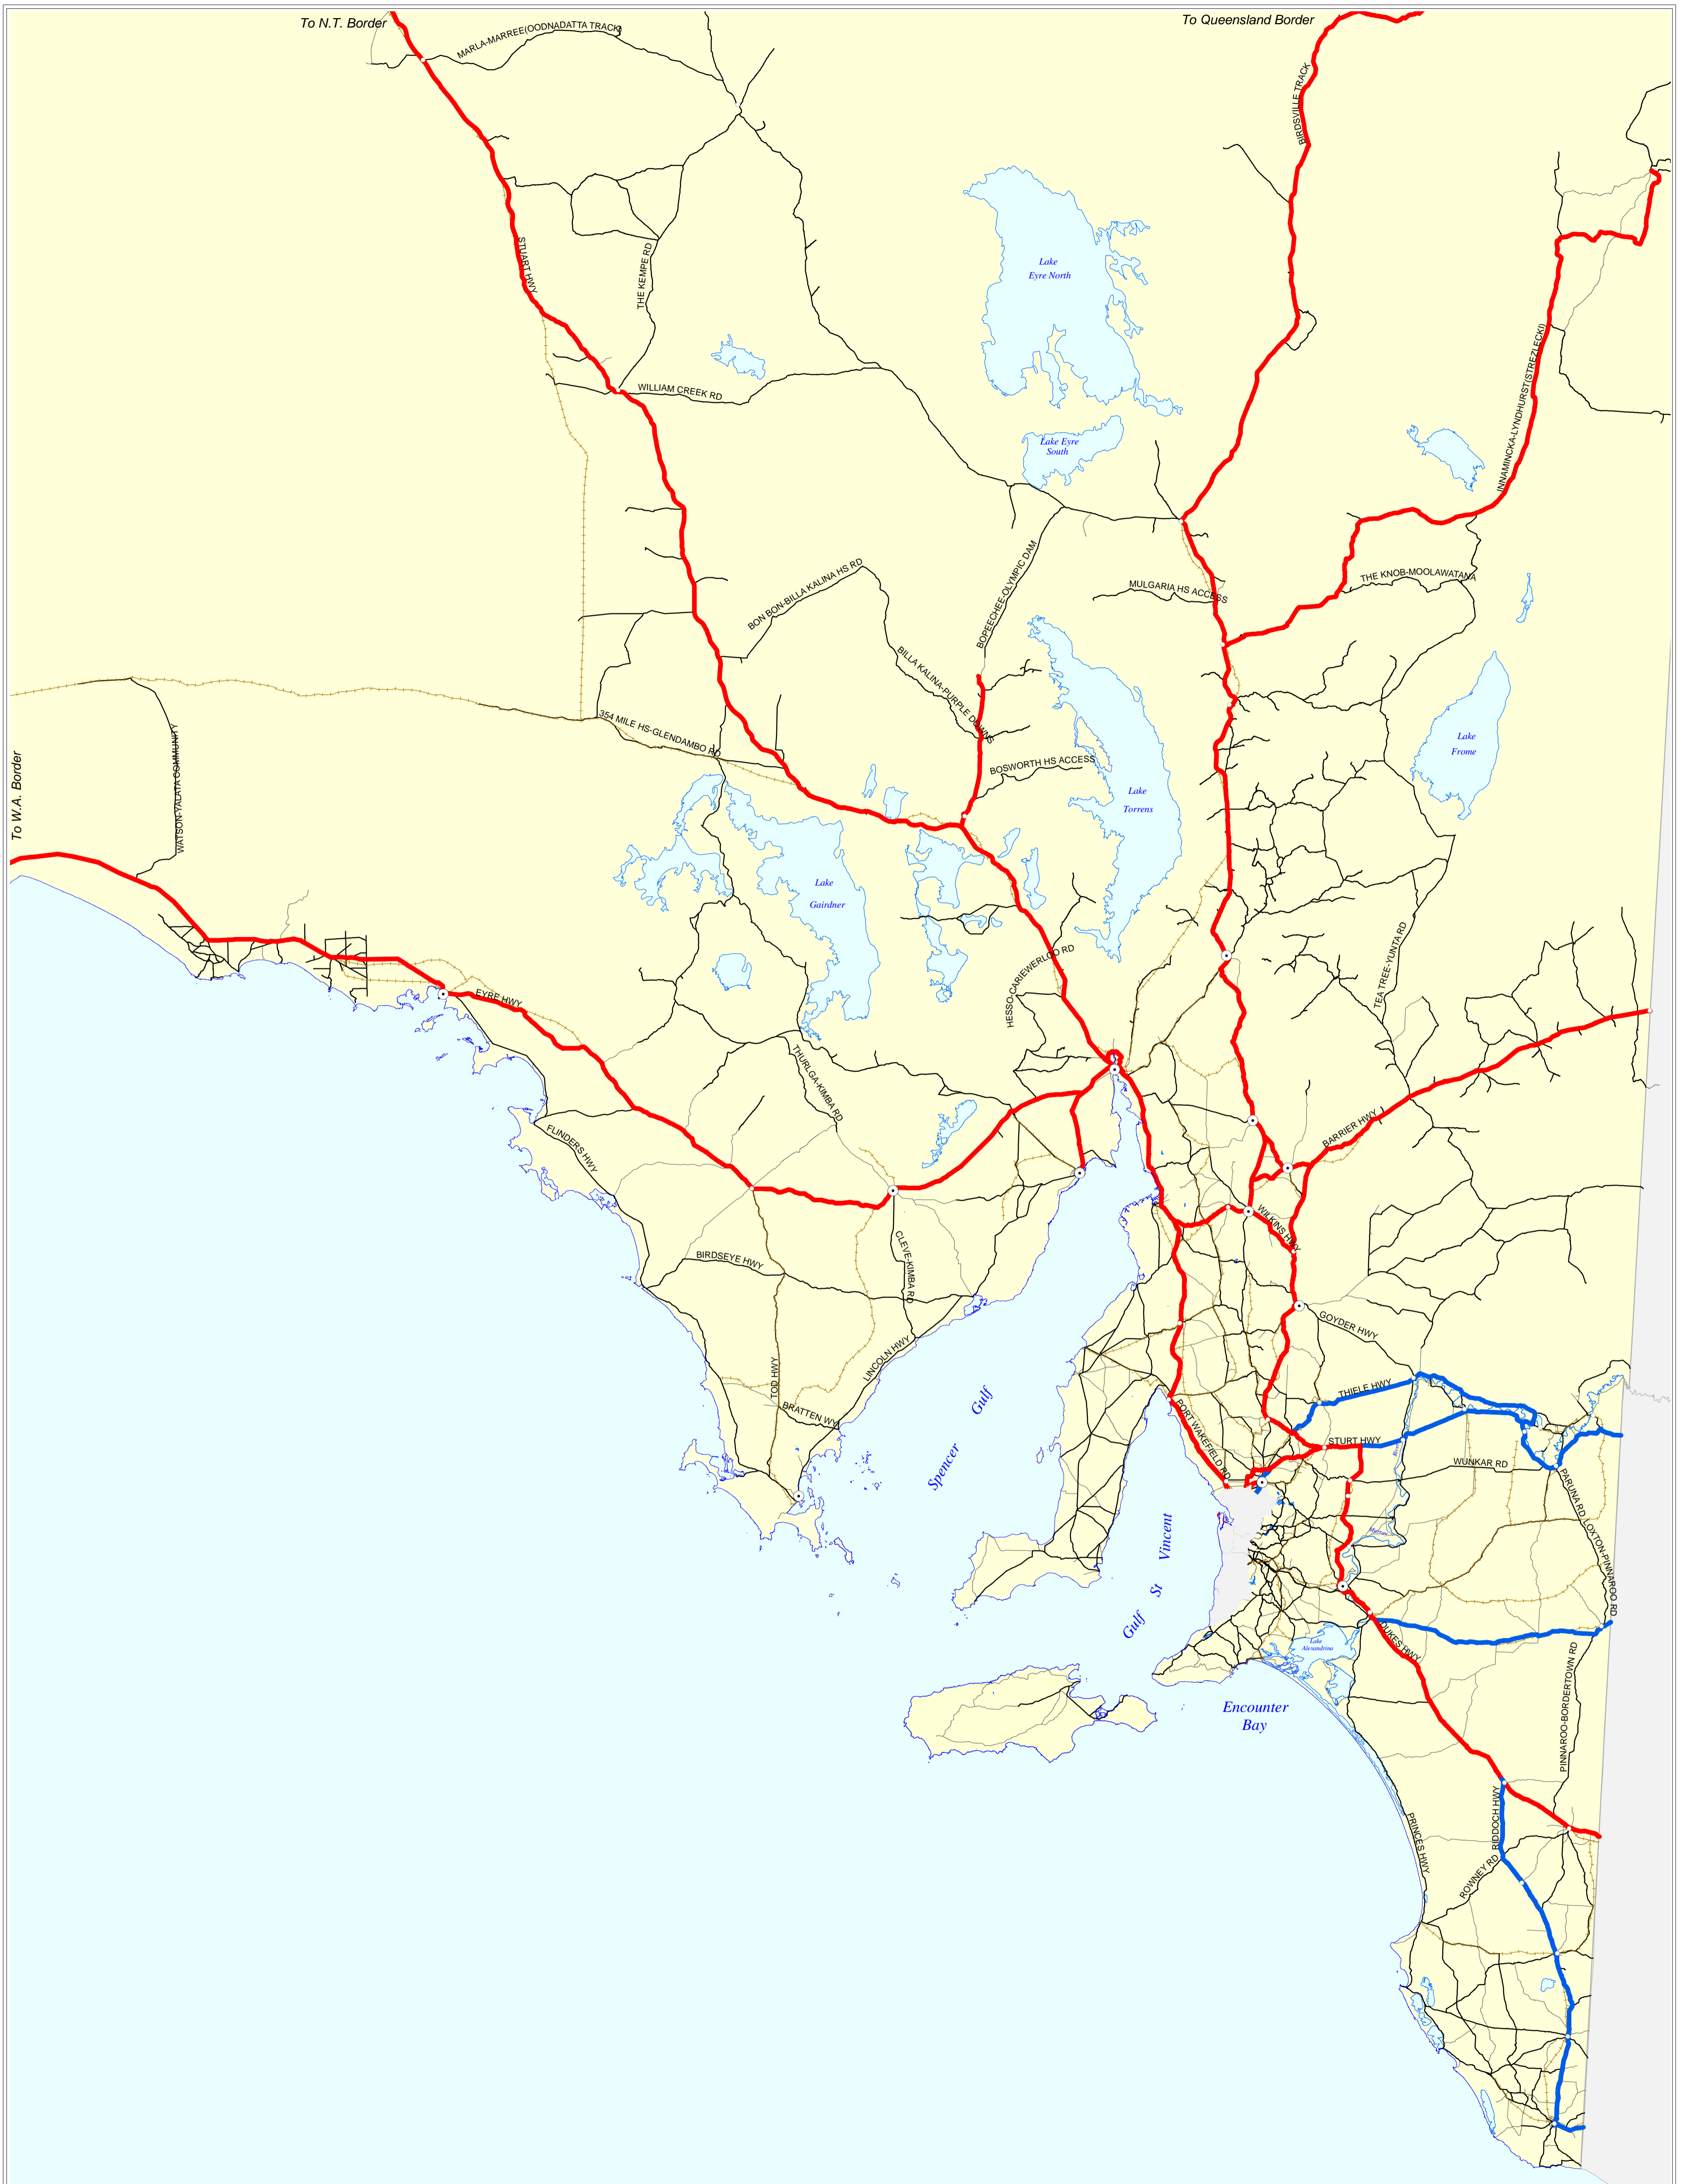 To N.T. Border
To Queensland Border
MARLA-MARREE(OODNADATTA TRACK)
BIRDSVILLE TRACK
STUART HWY
THE KEMPE RD
Lake
Eyre North
WILLIAM CREEK RD
INNAMINCKA-LYNDHURST(STREZLECKI)
Lake Eyre
South
BON BON-BILLA KALINA HS RD
BOPEECHEE-OLYMPIC DAM
MULGARIA HS ACCESS
THE KNOB-MOOLAWATANA
BILLA KALINA-PURPLE DOWNS
354 MILE HS-GLENDAMBO RD
WATSON-YALATA COMMUNITY
To W.A. Border
BOSWORTH HS ACCESS
Lake
Frome
Lake
Torrens
Lake
Gairdner
HESSO-CARIEWERLOO RD
TEA TREE-YUNTA RD
EYRE HWY
THURLGA-KIMBA RD
FLINDERS HWY
BARRIER HWY
WILKINS HWY
BIRDSEYE HWY
CLEVE-KIMBA RD
GOYDER HWY
LINCOLN HWY
TOD HWY
BRATTEN WY
THIELE HWY
PORT WAKEFIELD RD
STURT HWY
WUNKAR RD
Spencer Gulf
PARUNA RD
LOXTON-PINNAROO RD
Murray
Gulf St Vincent
DUKES HWY
Lake
Alexandrina
PINNAROO-BORDERTOWN RD
Encounter
Bay
RIDDOCH HWY
PRINCES HWY
ROWNEY RD